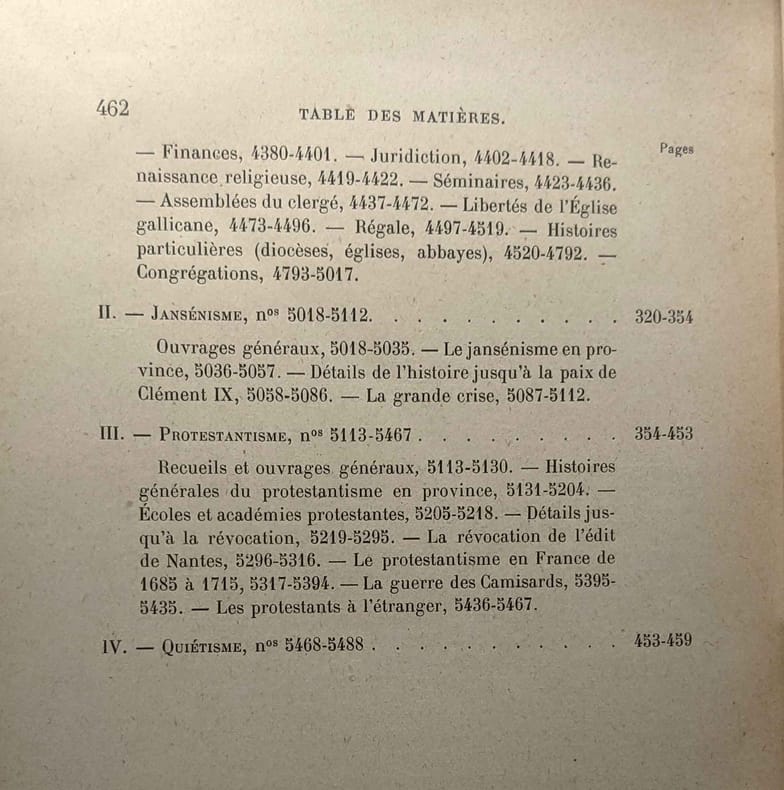 462
TABLE DES MATIÈRES.
Pages
— Finances, 4380-4401. — Juridiction, 4402-4418. — Re-
naissance religieuse, 4419-4422. — Séminaires, 4423-4436.
— Assemblées du clergé, 4437-4472. — Libertés de l'Église
gallicane, 4473-4496. — Régale, 4497-4519. — Histoires
particulières (diocèses, églises, abbayes), 4520-4792. —
Congrégations, 4793-5017.
II. — JANSÉNISME, nos 5018-5112. . . . . . . . . . . 320-354
Ouvrages généraux, 5018-5035. — Le jansénisme en pro-
vince, 5036-5057. — Détails de l'histoire jusqu'à la paix de
Clément IX, 5058-5086. — La grande crise, 5087-5112.
III. — PROTESTANTISME, nos 5113-5467 . . . . . . . . . 354-453
Recueils et ouvrages généraux, 5113-5130. — Histoires
générales du protestantisme en province, 5131-5204. —
Écoles et académies protestantes, 5205-5218. — Détails jus-
qu'à la révocation, 5219-5295. — La révocation de l'édit
de Nantes, 5296-5316. — Le protestantisme en France de
1685 à 1715, 5317-5394. — La guerre des Camisards, 5395-
5435. — Les protestants à l'étranger, 5436-5467.
IV. — QUIÉTISME, nos 5468-5488 . . . . . . . . . . . 453-459